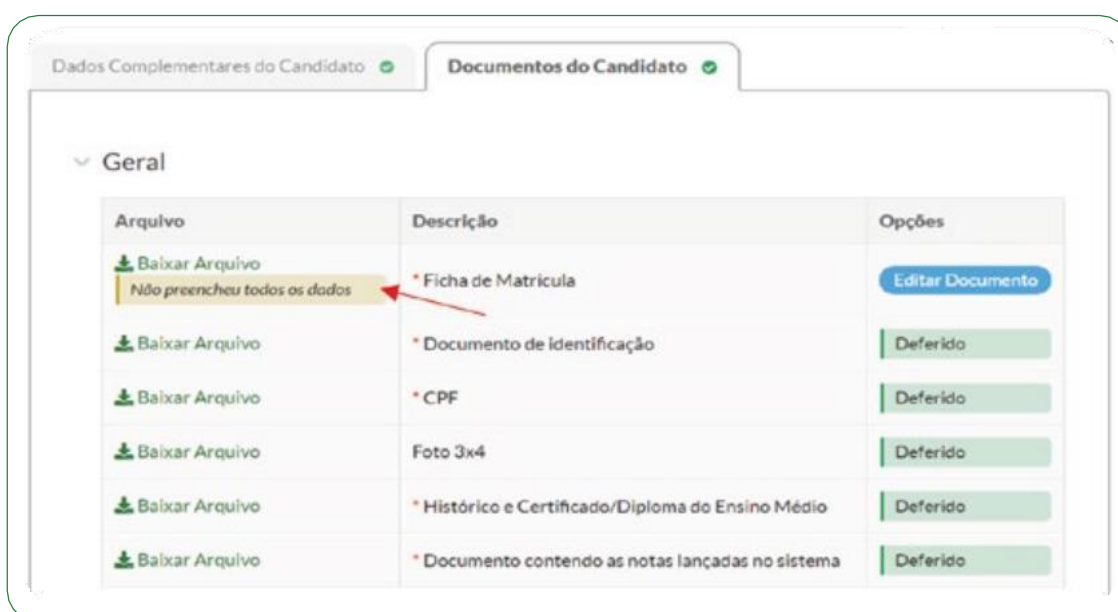 Dados Complementares do Candidato
Documentos do Candidato
Geral
Arquivo Descrição Opções
Baixar Arquivo
Não preencheu todos os dados
* Ficha de Matrícula
Editar Documento
Baixar Arquivo * Documento de identificação Deferido
Baixar Arquivo * CPF Deferido
Baixar Arquivo Foto 3x4 Deferido
Baixar Arquivo * Histórico e Certificado/Diploma do Ensino Médio Deferido
Baixar Arquivo * Documento contendo as notas lançadas no sistema Deferido